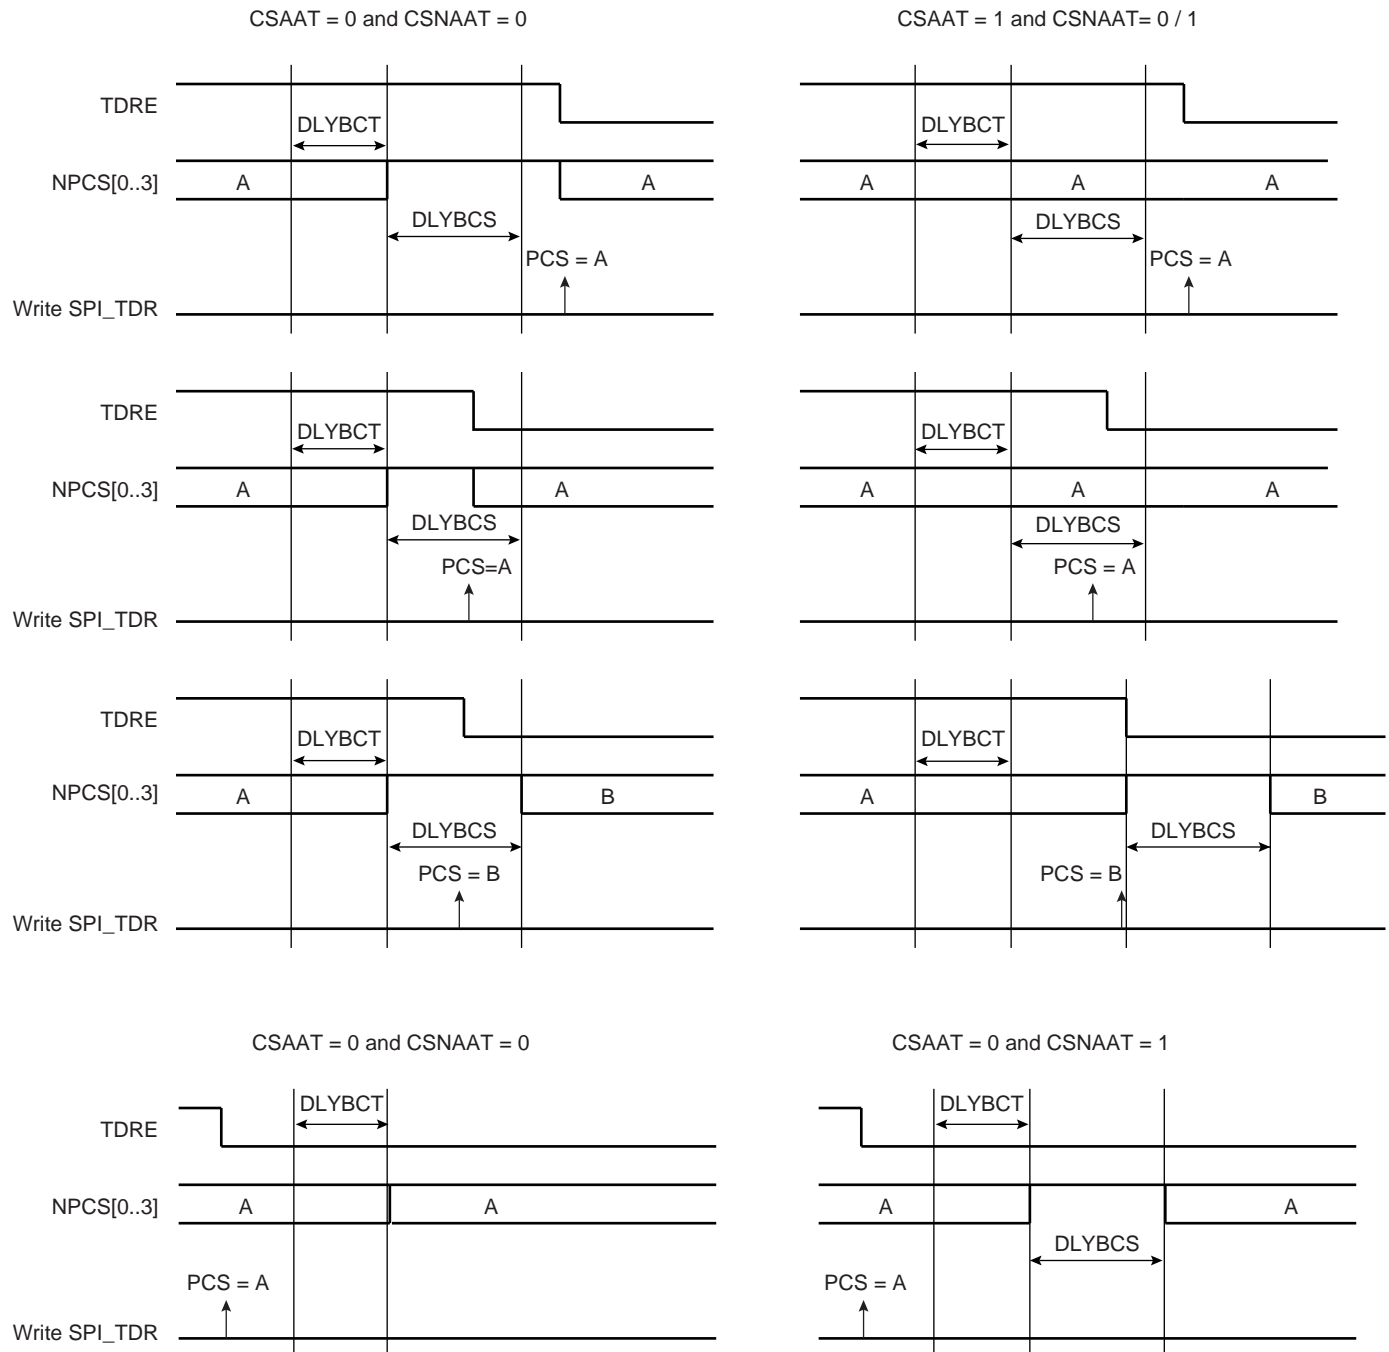 CSAAT = 0 and CSNAAT = 0
CSAAT = 1 and CSNAAT= 0 / 1
TDRE
DLYBCT
DLYBCT
NPCS[0..3]
A
A
A
A
A
DLYBCS
DLYBCS
PCS = A
PCS = A
Write SPI_TDR
TDRE
DLYBCT
DLYBCT
NPCS[0..3]
A
A
A
A
A
DLYBCS
DLYBCS
PCS=A
PCS = A
Write SPI_TDR
TDRE
DLYBCT
DLYBCT
NPCS[0..3]
A
B
A
B
DLYBCS
DLYBCS
PCS = B
PCS = B
Write SPI_TDR
CSAAT = 0 and CSNAAT = 0
CSAAT = 0 and CSNAAT = 1
DLYBCT
DLYBCT
TDRE
NPCS[0..3]
A
A
A
A
DLYBCS
PCS = A
PCS = A
Write SPI_TDR